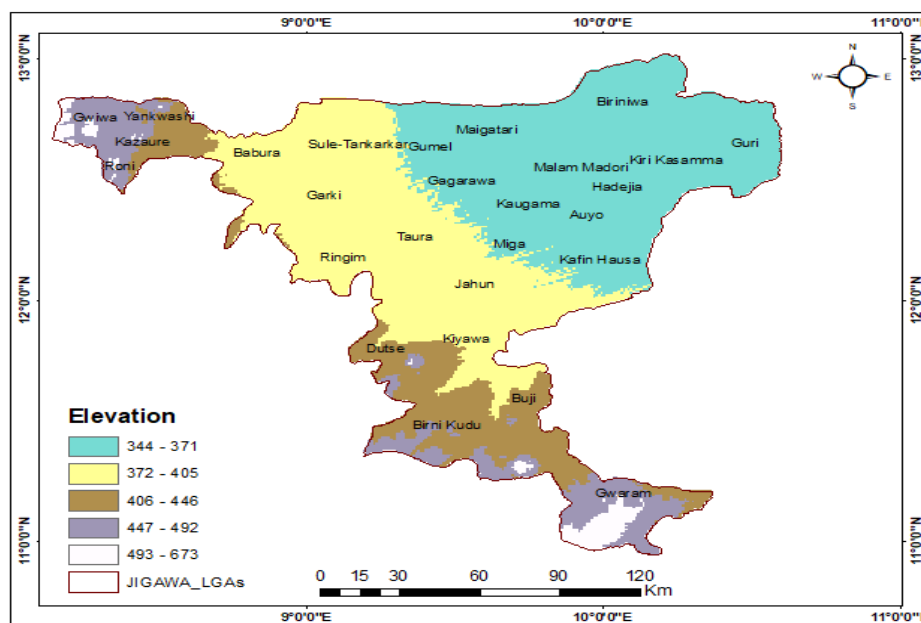 9°0'0"E 10°0'0"E 11°0'0"E
13°0'0"N
12°0'0"N
11°0'0"N
N
W E
S
13°0'0"N
12°0'0"N
11°0'0"N
Biriniwa
Gwiwa Yankwashi
Maigatari
Kazaure
Sule-Tankarkar Gumel
Guri
Babura
Kiri Kasamma
Roni
Malam Madori
Gagarawa
Hadejia
Garki
Kaugama
Auyo
Taura
Miga
Ringim
Kafin Hausa
Jahun
Kiyawa
Dutse
Buji
Birni Kudu
Gwaram
Elevation
344 - 371
372 - 405
406 - 446
447 - 492
493 - 673
JIGAWA_LGAs
0 15 30 60 90 120
Km
9°0'0"E 10°0'0"E 11°0'0"E